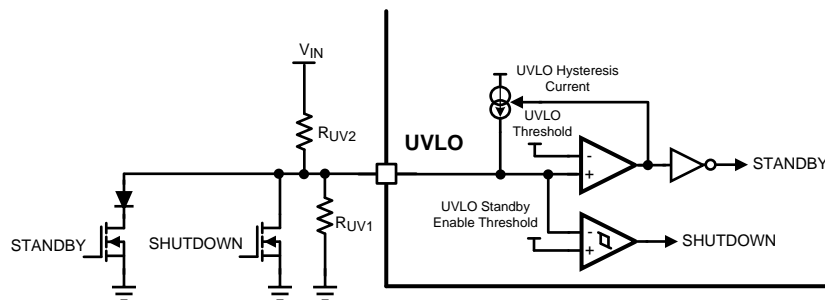 VIN
UVLO Hysteresis
Current
RUV2
UVLO
UVLO
Threshold
-
+
STANDBY
STANDBY
SHUTDOWN
RUV1
UVLO Standby
Enable Threshold
-
+
SHUTDOWN